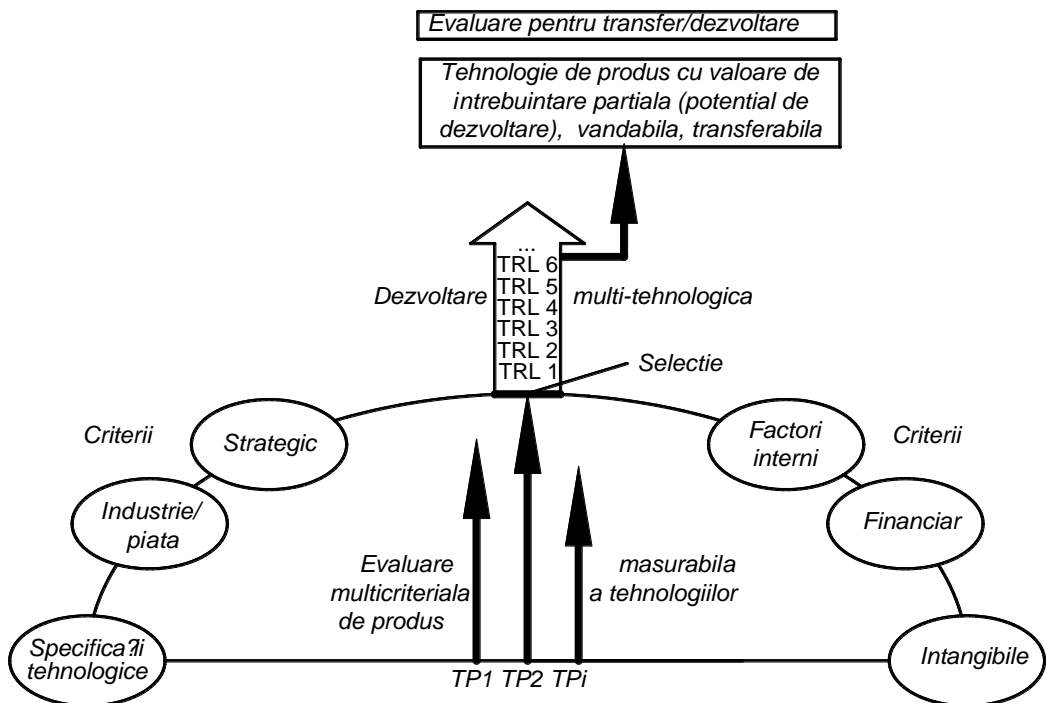 Evaluare pentru transfer/dezvoltare
Tehnologie de produs cu valoare de
intrebuintare partiala (potential de
dezvoltare), vandabila, transferabila
...
TRL 6
TRL 5
TRL 4
TRL 3
TRL 2
TRL 1
Dezvoltare
multi-tehnologica
Selectie
Criterii
Strategic
Factori
interni
Criterii
Industrie/
piata
Financiar
Evaluare
multicriteriala
de produs
masurabila
a tehnologiilor
Specifica?li
tehnologice
Intangibile
TP1 TP2 TPi